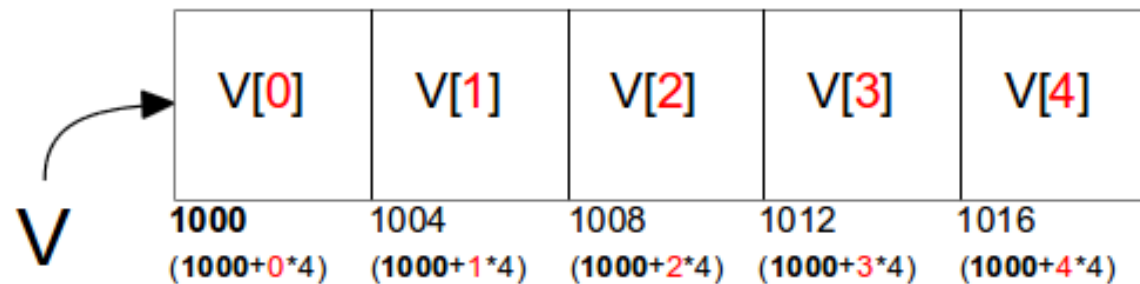 V[0] V[1] V[2] V[3] V[4]
V
1000 1004 1008 1012 1016
(1000+0*4) (1000+1*4) (1000+2*4) (1000+3*4) (1000+4*4)